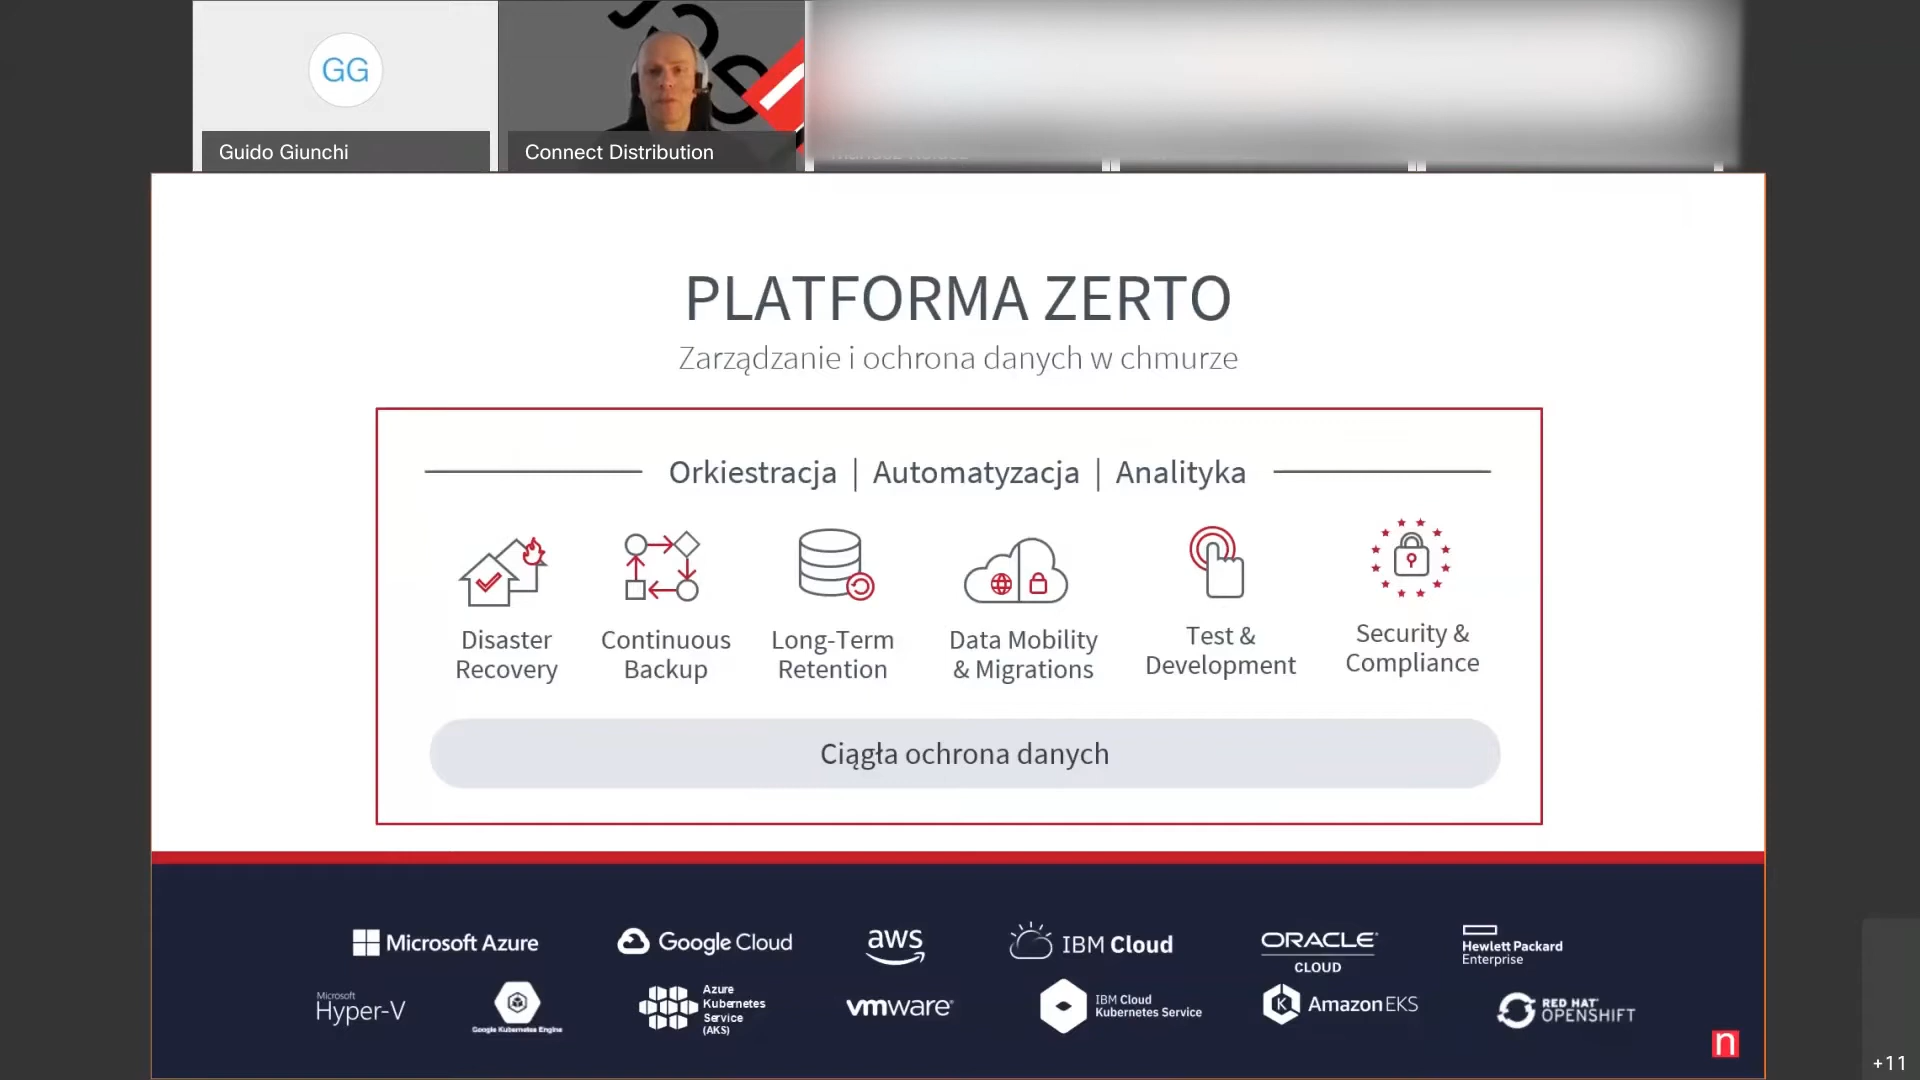 GG
Guido Giunchi
Connect Distribution
PLATFORMA ZERTO
Zarządzanie i ochrona danych w chmurze
Orkiestracja | Automatyzacja | Analityka
Disaster
Recovery
Continuous
Backup
Long-Term
Retention
Data Mobility
& Migrations
Test &
Development
Security &
Compliance
Ciągła ochrona danych
Microsoft Azure
Google Cloud
aws
IBM Cloud
ORACLE
CLOUD
Hewlett Packard
Enterprise
Microsoft
Hyper-V
Google Kubernetes Engine
Azure
Kubernetes
Service
(AKS)
vmware
IBM Cloud
Kubernetes Service
K
Amazon EKS
RED HAT
OPENSHIFT
n
+11